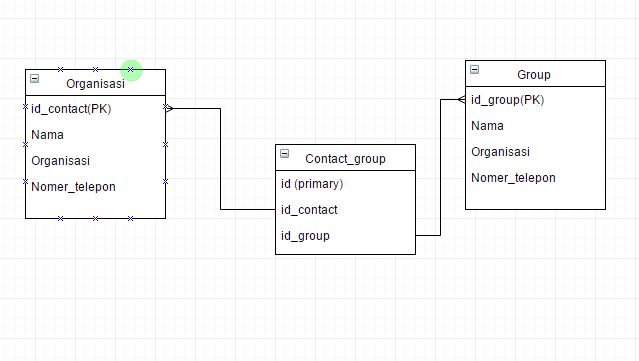 Organisasi
id_contact(PK)
Nama
Organisasi
Nomer_telepon
Contact_group
id (primary)
id_contact
id_group
Group
id_group(PK)
Nama
Organisasi
Nomer_telepon